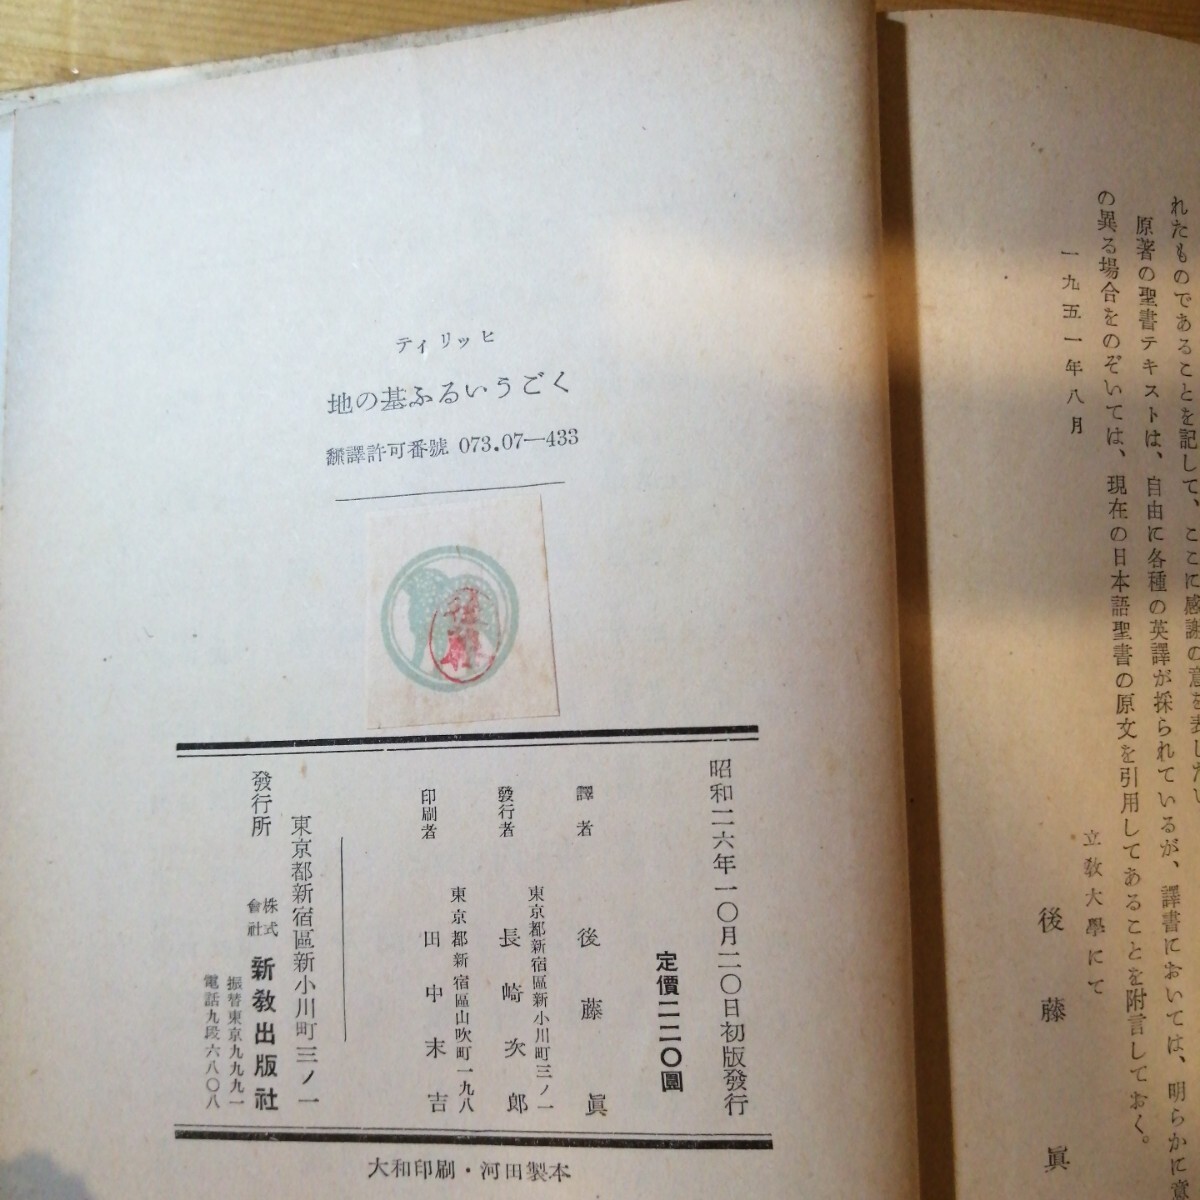 れたものであることを記して、ここに感謝の意を表したい
原著の聖書テキストは、自由に各種の英譯が採られているが、譯書においては、明らかに意
の異る場合をのぞいては、現在の日本語聖書の原文を引用してあることを附言しておく。
一九五一年八月
立教大學にて
後藤眞
ティリッヒ
地の基ふるいうごく
飜譯許可番號 073.07—433
昭和二六年一〇月二〇日初版發行
定價二二〇圓
譯者 後藤眞
東京都新宿區新小川町三ノ一
發行者 長崎次郎
東京都新宿區山吹町一九八
印刷者 田中末吉
東京都新宿區新小川町三ノ一
發行所 株式會社 新教出版社
振替東京九九九一
電話九段六八〇八
大和印刷・河田製本